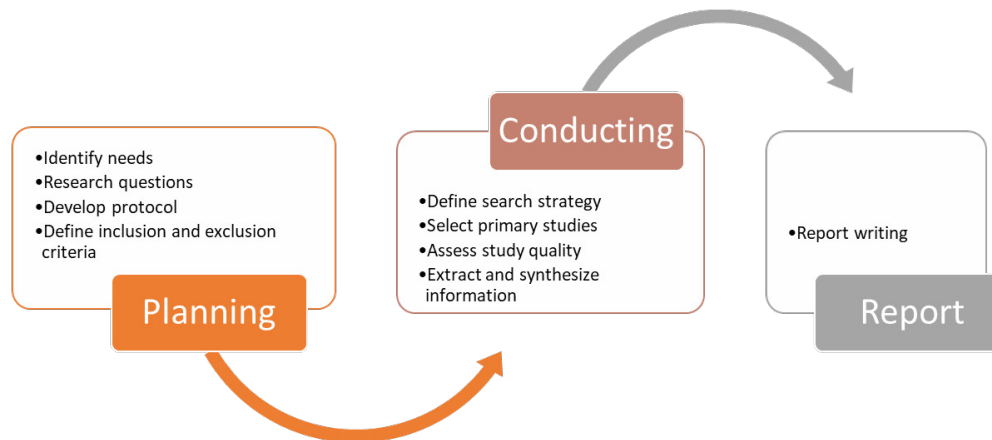 •Identify needs
•Research questions
•Develop protocol
•Define inclusion and exclusion
criteria
Planning
Conducting
•Define search strategy
•Select primary studies
•Assess study quality
•Extract and synthesize
information
•Report writing
Report